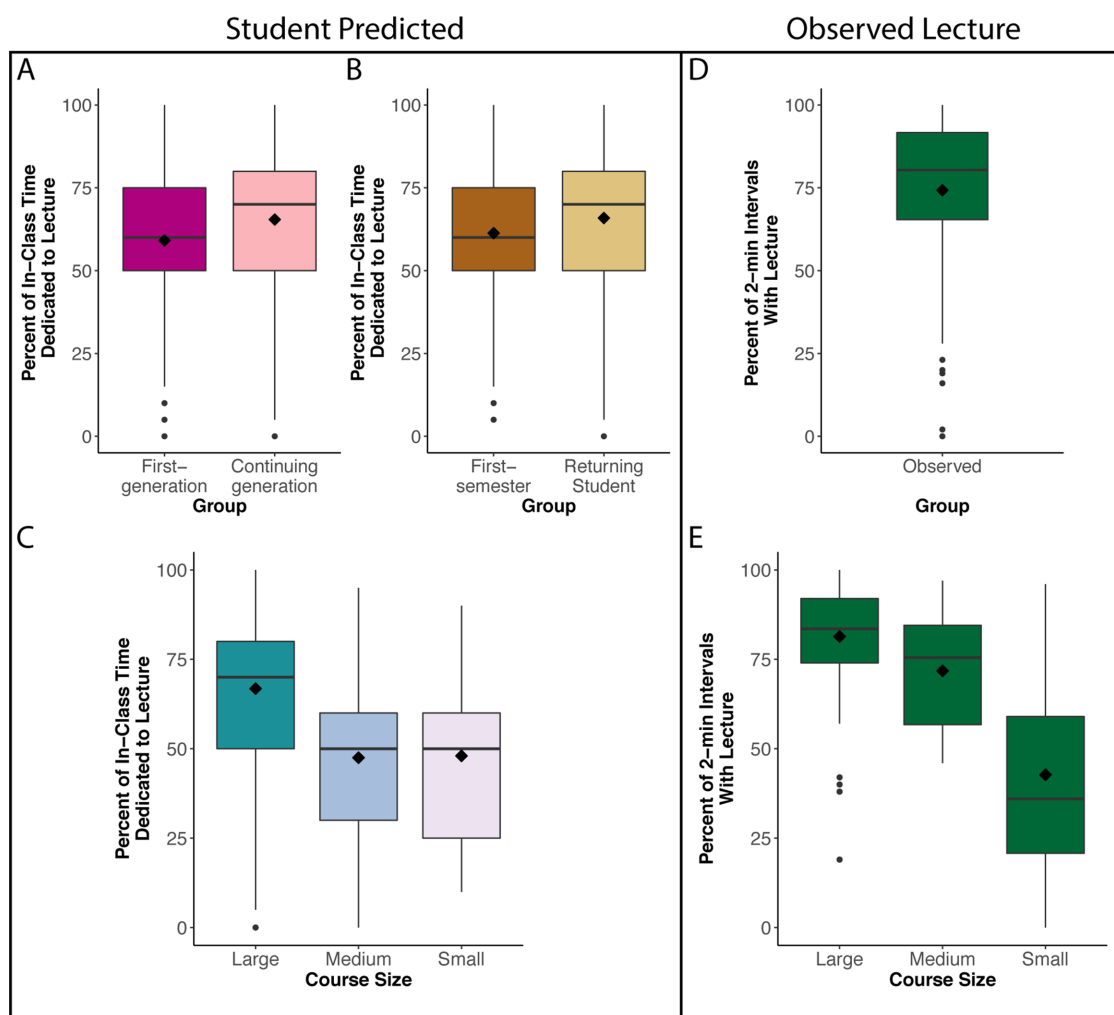 Student Predicted
Observed Lecture
A
Percent of In−Class Time
Dedicated to Lecture
100
75
50
25
0
First−
generation
Continuing
generation
Group
B
Percent of In−Class Time
Dedicated to Lecture
100
75
50
25
0
First−
semester
Returning
Student
Group
D
Percent of 2−min Intervals
With Lecture
100
75
50
25
0
Observed
Group
C
Percent of In−Class Time
Dedicated to Lecture
100
75
50
25
0
Large
Medium
Small
Course Size
E
Percent of 2−min Intervals
With Lecture
100
75
50
25
0
Large
Medium
Small
Course Size